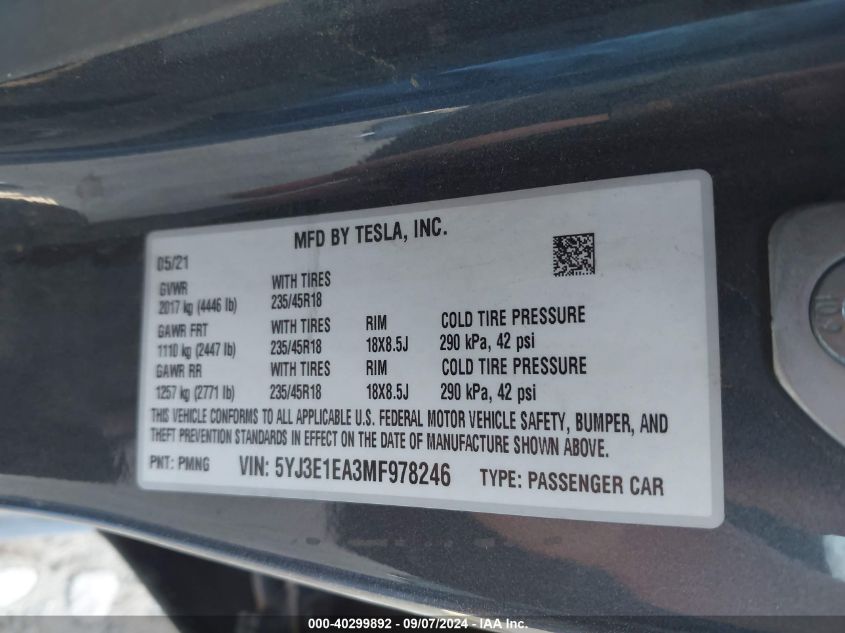 MFD BY TESLA, INC.
05/21
GVWR WITH TIRES
2017 kg (4446 lb) 235/45R18
GAWR FRT WITH TIRES RIM COLD TIRE PRESSURE
1110 kg (2447 lb) 235/45R18 18X8.5J 290 kPa, 42 psi
GAWR RR WITH TIRES RIM COLD TIRE PRESSURE
1257 kg (2771 lb) 235/45R18 18X8.5J 290 kPa, 42 psi
THIS VEHICLE CONFORMS TO ALL APPLICABLE U.S. FEDERAL MOTOR VEHICLE SAFETY, BUMPER, AND
THEFT PREVENTION STANDARDS IN EFFECT ON THE DATE OF MANUFACTURE SHOWN ABOVE.
PNT: PMNG VIN: 5YJ3E1EA3MF978246 TYPE: PASSENGER CAR
000-40299892 - 09/07/2024 - IAA Inc.